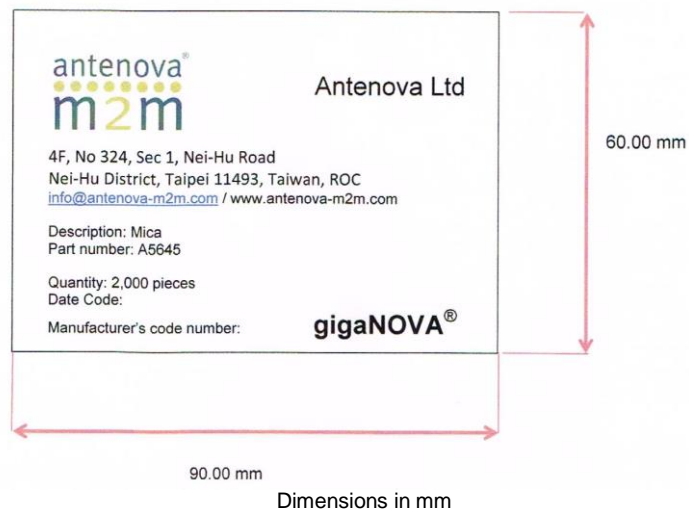 antenova®
m2m
Antenova Ltd
60.00 mm
4F, No 324, Sec 1, Nei-Hu Road
Nei-Hu District, Taipei 11493, Taiwan, ROC
info@antenova-m2m.com / www.antenova-m2m.com
Description: Mica
Part number: A5645
Quantity: 2,000 pieces
Date Code:
Manufacturer's code number:
gigaNOVA®
90.00 mm
Dimensions in mm